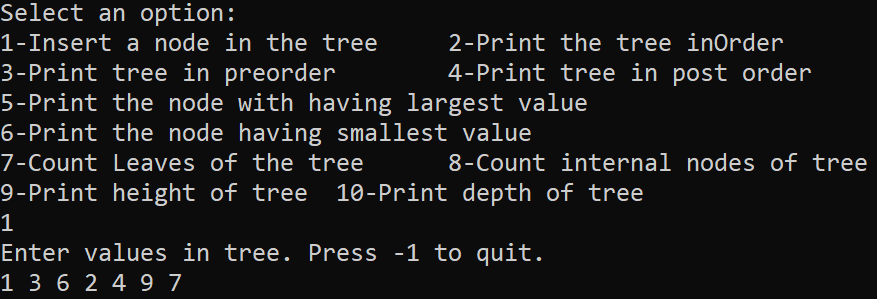 Select an option:
1-Insert a node in the tree     2-Print the tree inOrder
3-Print tree in preorder        4-Print tree in post order
5-Print the node with having largest value
6-Print the node having smallest value
7-Count Leaves of the tree      8-Count internal nodes of tree
9-Print height of tree  10-Print depth of tree
1
Enter values in tree. Press -1 to quit.
1 3 6 2 4 9 7